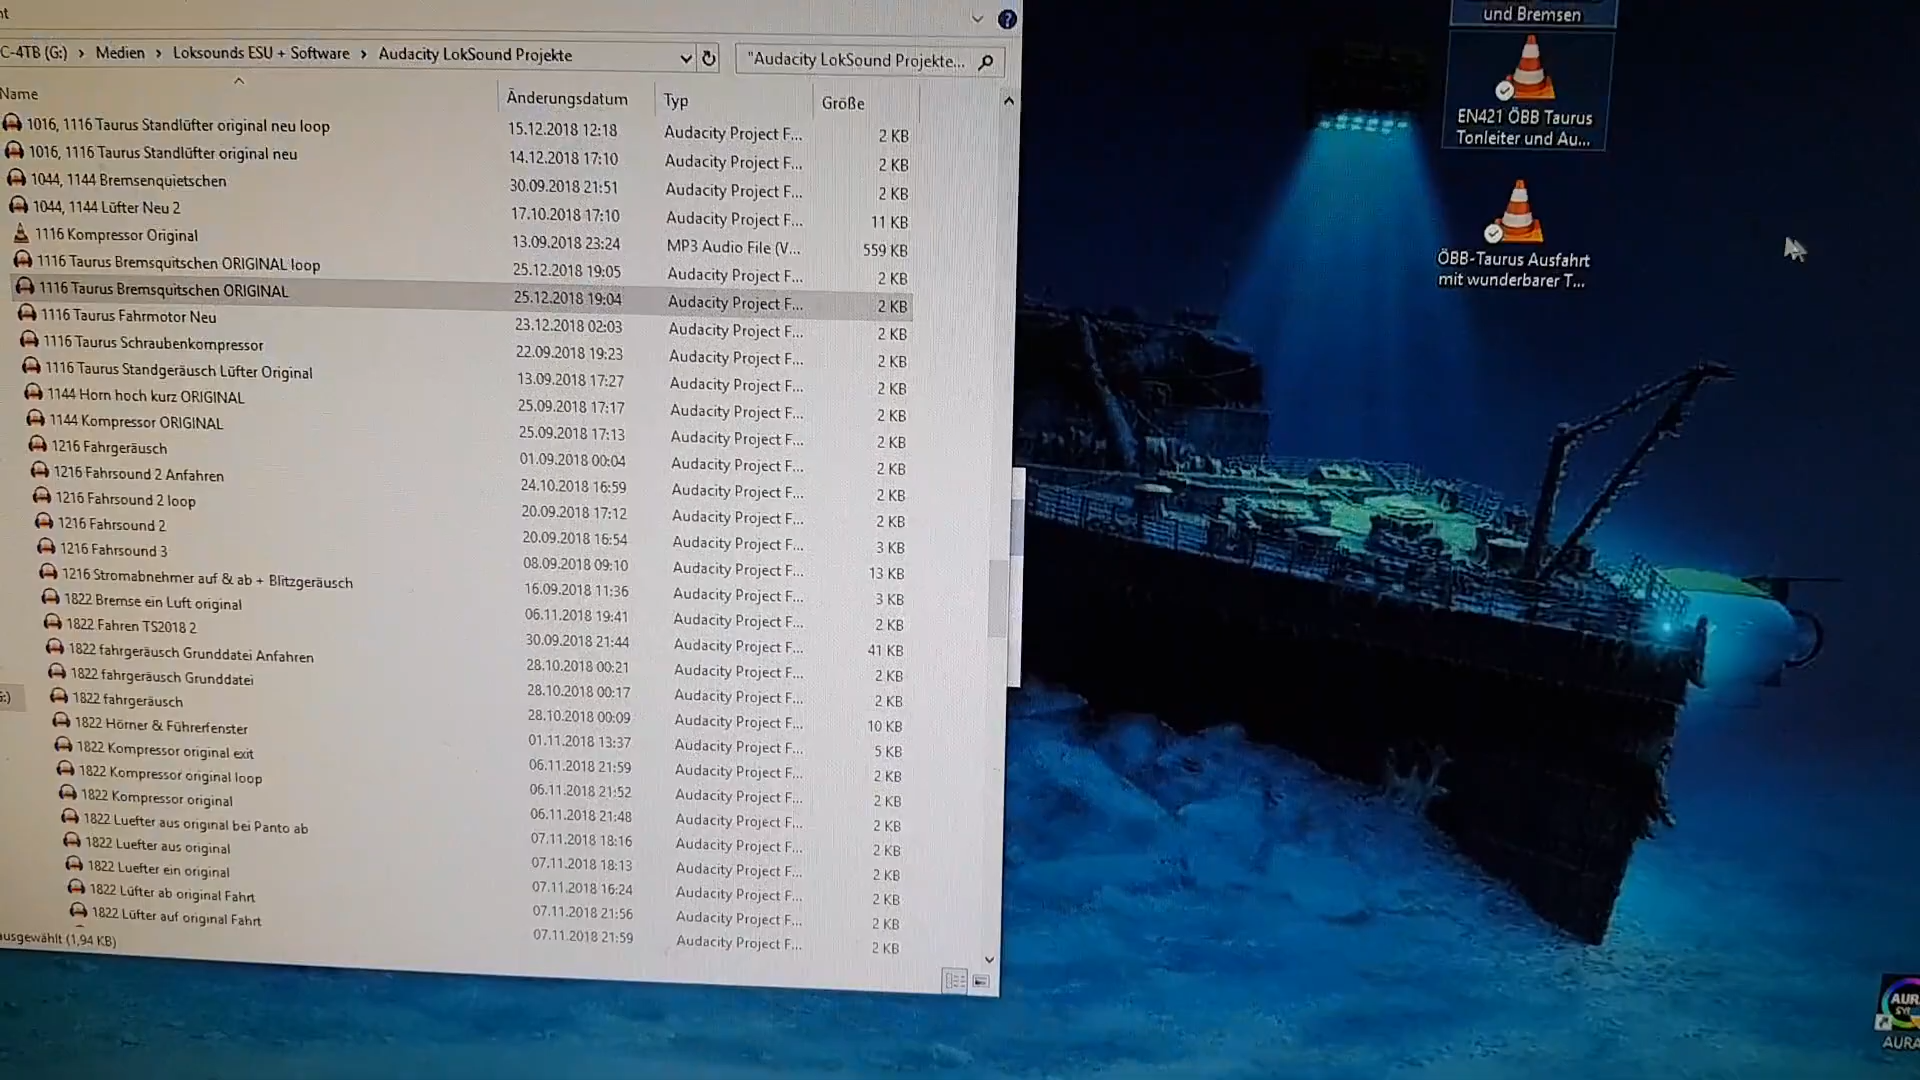 nt
C-4TB (G:) > Medien > Loksounds ESU + Software > Audacity LokSound Projekte
"Audacity LokSound Projekte...
Name Änderungsdatum Typ Größe
1016, 1116 Taurus Standlüfter original neu loop 15.12.2018 12:18 Audacity Project F... 2 KB
1016, 1116 Taurus Standlüfter original neu 14.12.2018 17:10 Audacity Project F... 2 KB
1044, 1144 Bremsenquietschen 30.09.2018 21:51 Audacity Project F... 2 KB
1044, 1144 Lüfter Neu 2 17.10.2018 17:10 Audacity Project F... 11 KB
1116 Kompressor Original 13.09.2018 23:24 MP3 Audio File (V... 559 KB
1116 Taurus Bremsquitschen ORIGINAL loop 25.12.2018 19:05 Audacity Project F... 2 KB
1116 Taurus Bremsquitschen ORIGINAL 25.12.2018 19:04 Audacity Project F... 2 KB
1116 Taurus Fahrmotor Neu 23.12.2018 02:03 Audacity Project F... 2 KB
1116 Taurus Schraubenkompressor 22.09.2018 19:23 Audacity Project F... 2 KB
1116 Taurus Standgeräusch Lüfter Original 13.09.2018 17:27 Audacity Project F... 2 KB
1144 Horn hoch kurz ORIGINAL 25.09.2018 17:17 Audacity Project F... 2 KB
1144 Kompressor ORIGINAL 25.09.2018 17:13 Audacity Project F... 2 KB
1216 Fahrgeräusch 01.09.2018 00:04 Audacity Project F... 2 KB
1216 Fahrsound 2 Anfahren 24.10.2018 16:59 Audacity Project F... 2 KB
1216 Fahrsound 2 loop 20.09.2018 17:12 Audacity Project F... 2 KB
1216 Fahrsound 2 20.09.2018 16:54 Audacity Project F... 3 KB
1216 Fahrsound 3 08.09.2018 09:10 Audacity Project F... 13 KB
1216 Stromabnehmer auf & ab + Blitzgeräusch 16.09.2018 11:36 Audacity Project F... 3 KB
1822 Bremse ein Luft original 06.11.2018 19:41 Audacity Project F... 2 KB
1822 Fahren TS2018 2 30.09.2018 21:44 Audacity Project F... 41 KB
1822 fahrgeräusch Grunddatei Anfahren 28.10.2018 00:21 Audacity Project F... 2 KB
1822 fahrgeräusch Grunddatei 28.10.2018 00:17 Audacity Project F... 2 KB
1822 fahrgeräusch 28.10.2018 00:09 Audacity Project F... 10 KB
1822 Hörner & Führerfenster 01.11.2018 13:37 Audacity Project F... 5 KB
1822 Kompressor original exit 06.11.2018 21:59 Audacity Project F... 2 KB
1822 Kompressor original loop 06.11.2018 21:52 Audacity Project F... 2 KB
1822 Kompressor original 06.11.2018 21:48 Audacity Project F... 2 KB
1822 Luefter aus original bei Panto ab 07.11.2018 18:16 Audacity Project F... 2 KB
1822 Luefter aus original 07.11.2018 18:13 Audacity Project F... 2 KB
1822 Luefter ein original 07.11.2018 16:24 Audacity Project F... 2 KB
1822 Lüfter ab original Fahrt 07.11.2018 21:56 Audacity Project F... 2 KB
1822 Lüfter auf original Fahrt 07.11.2018 21:59 Audacity Project F... 2 KB
ausgewählt (1,94 KB)
und Bremsen
EN421 ÖBB Taurus
Tonleiter und Au...
ÖBB-Taurus Ausfahrt
mit wunderbarer T...
AURA